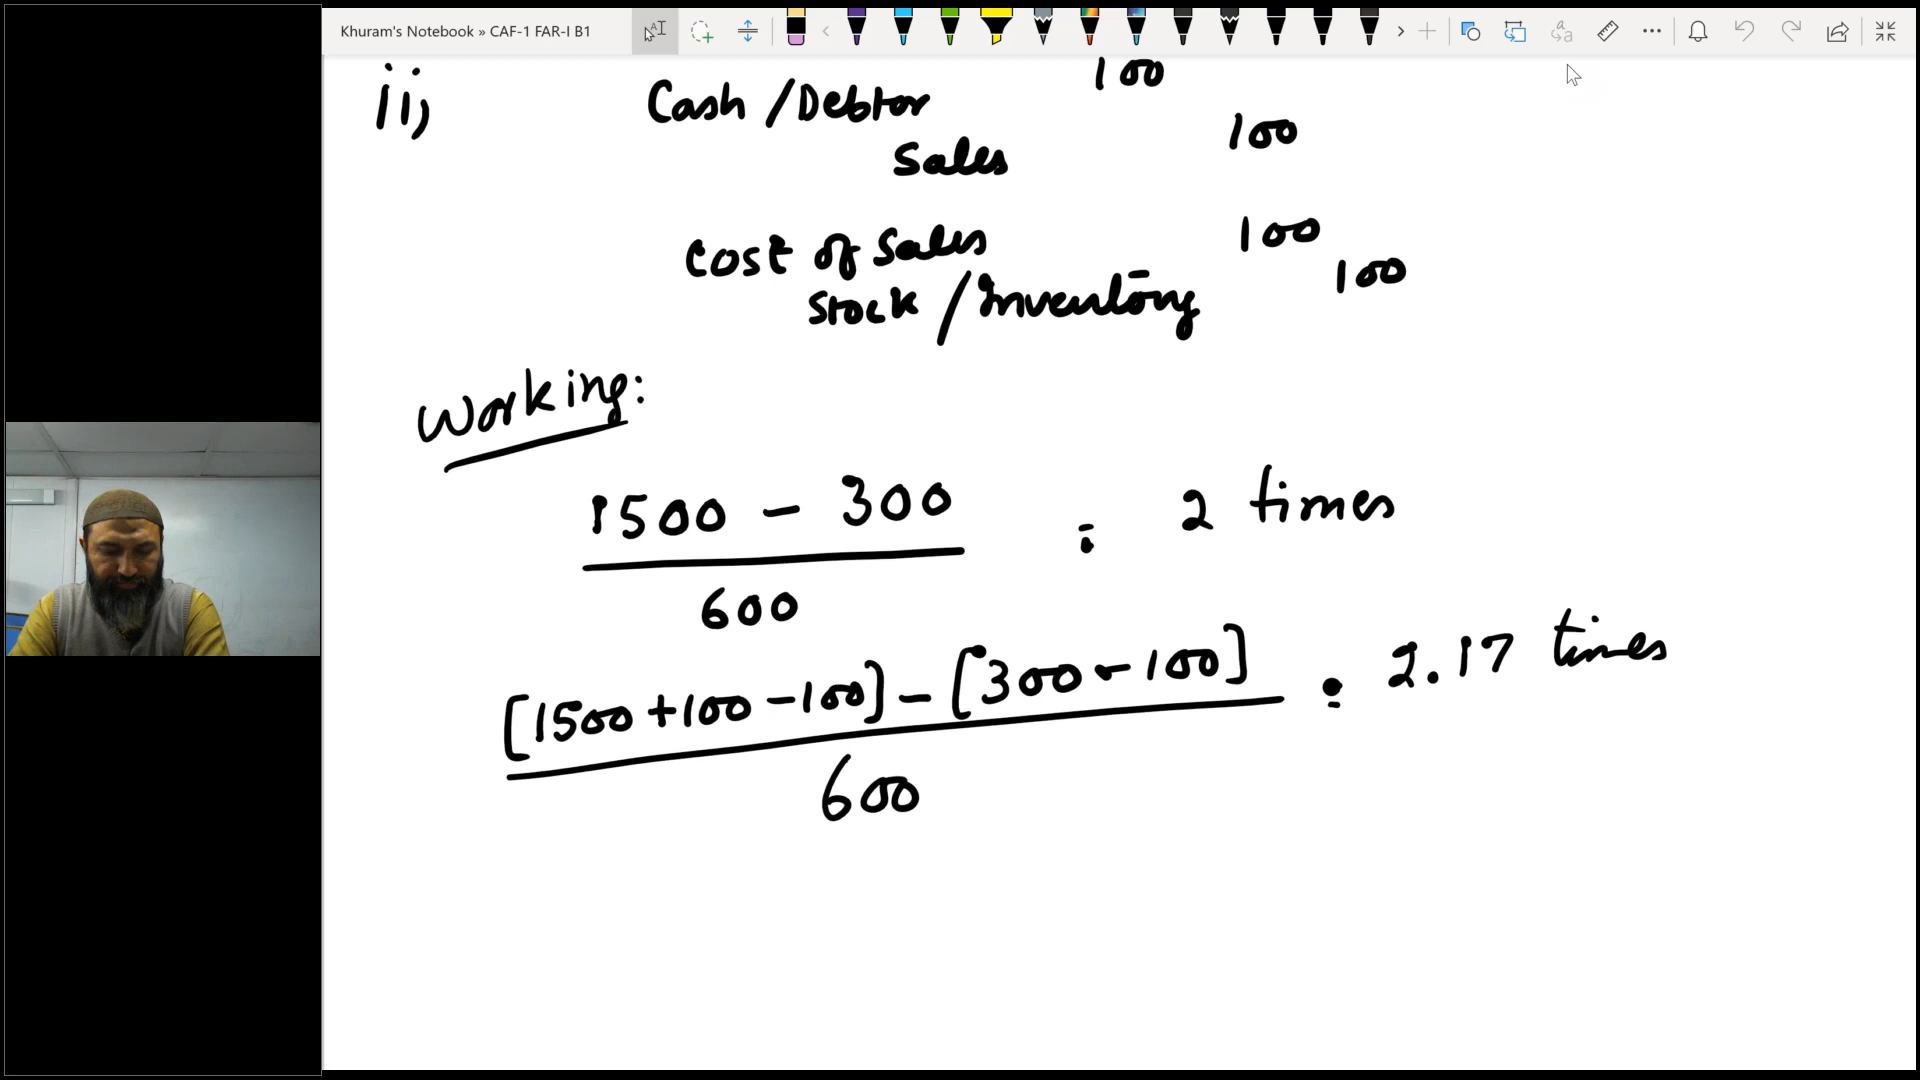 Khuram's Notebook » CAF-1 FAR-I B1
ii)
Cash / Debtor 100
Sales 100
Cost of Sales 100
Stock / Inventory 100
Working:
1500 - 300
600
= 2 times
[1500 + 100 - 100] - [300 - 100]
600
= 2.17 times